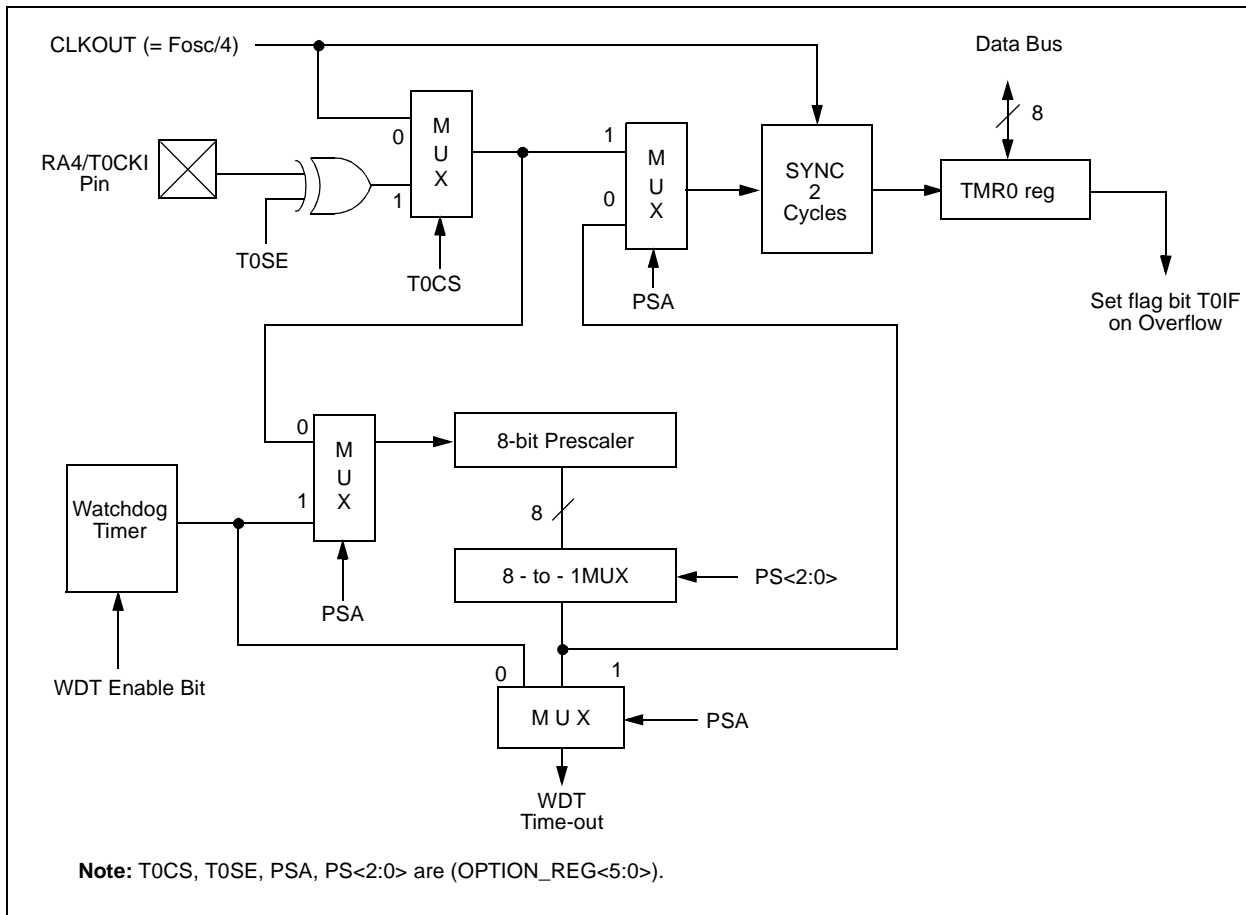 CLKOUT (= Fosc/4)
Data Bus
8
RA4/T0CKI
Pin
T0SE
0
1
M
U
X
T0CS
1
0
M
U
X
PSA
SYNC
2
Cycles
TMR0 reg
Set flag bit T0IF
on Overflow
0
1
M
U
X
PSA
8-bit Prescaler
8
8 - to - 1MUX
PS<2:0>
Watchdog
Timer
WDT Enable Bit
0
1
M U X
PSA
WDT
Time-out
Note: T0CS, T0SE, PSA, PS<2:0> are (OPTION_REG<5:0>).